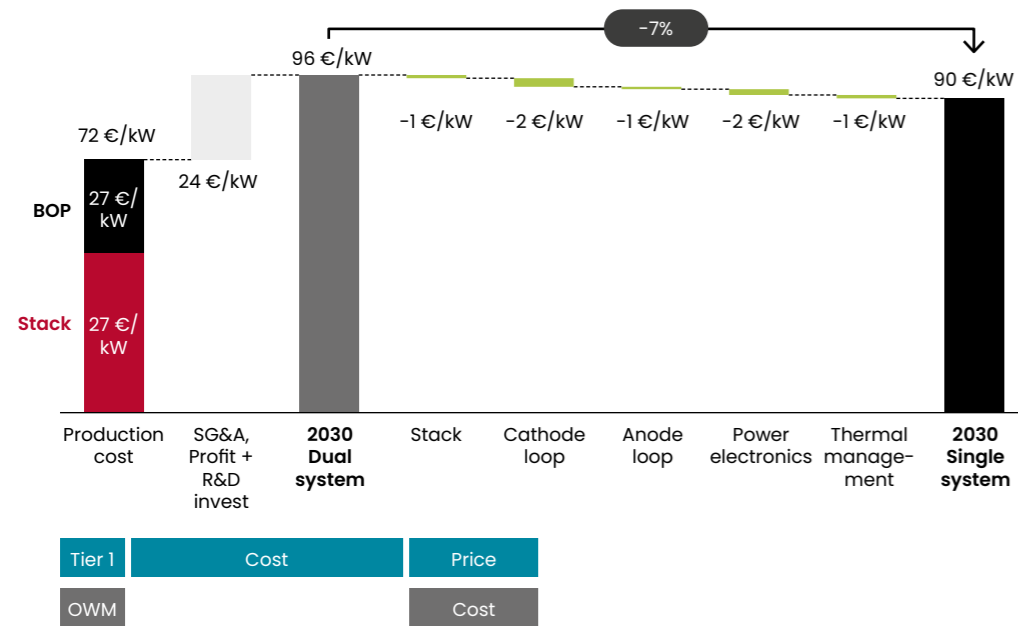 -7%
96 €/kW
90 €/kW
72 €/kW
24 €/kW
-1 €/kW
-2 €/kW
-1 €/kW
-2 €/kW
-1 €/kW
BOP
27 €/
kW
Stack
27 €/
kW
Production
cost
SG&A,
Profit +
R&D
invest
2030
Dual
system
Stack
Cathode
loop
Anode
loop
Power
electronics
Thermal
manage-
ment
2030
Single
system
Tier 1
Cost
Price
OWM
Cost